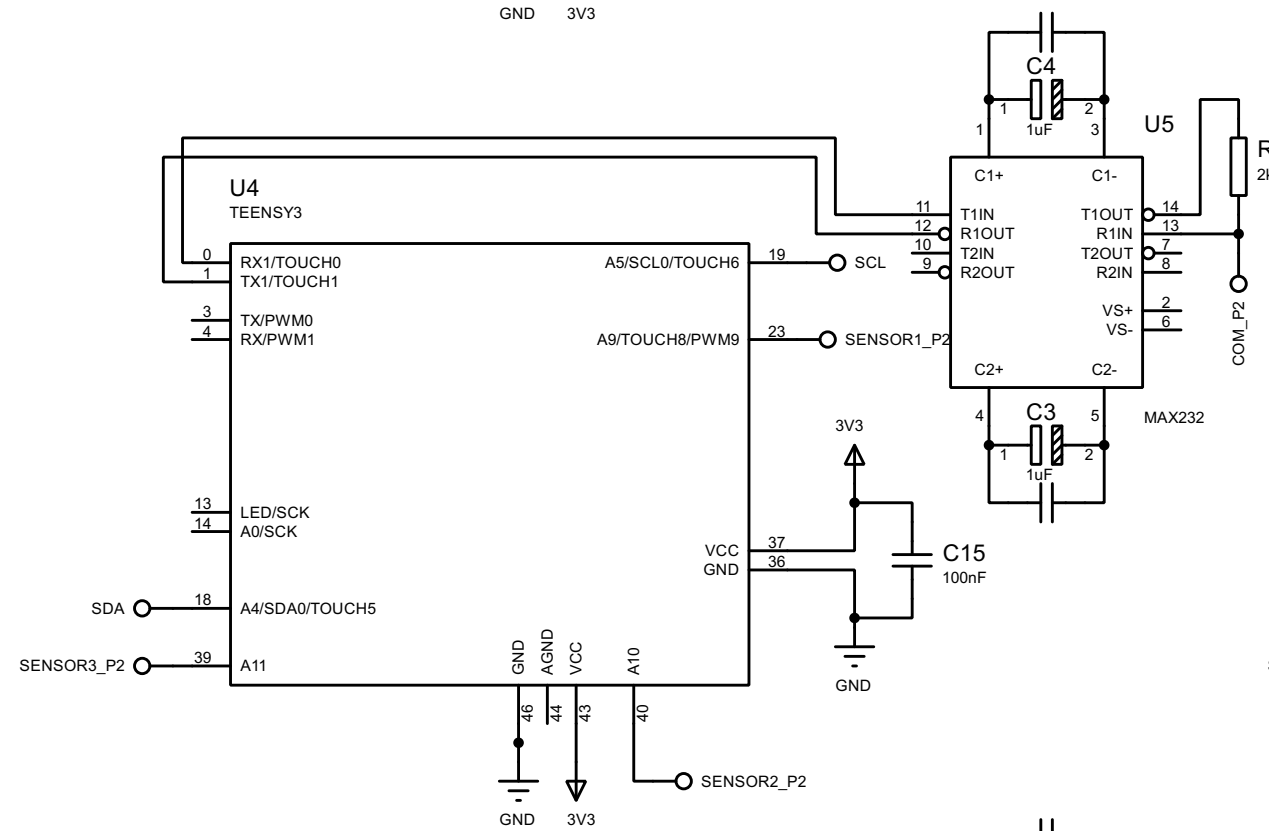 GND 3V3
C4
1 2
1uF
1 3
U5
R
2k
C1+ C1-
U4
TEENSY3
11 T1IN T1OUT 14
12 R1OUT R1IN 13
10 T2IN T2OUT 7
9 R2OUT R2IN 8
0 RX1/TOUCH0 A5/SCL0/TOUCH6 19 SCL
1 TX1/TOUCH1
3 TX/PWM0
4 RX/PWM1 A9/TOUCH8/PWM9 23 SENSOR1_P2
VS+ 2
VS- 6
COM_P2
C2+ C2-
4 C3 5
MAX232
1 2
1uF
3V3
13 LED/SCK
14 A0/SCK
VCC 37
GND 36
C15
100nF
SDA 18 A4/SDA0/TOUCH5
SENSOR3_P2 39 A11
GND AGND VCC A10
46 44 43 40
GND
SENSOR2_P2
GND 3V3